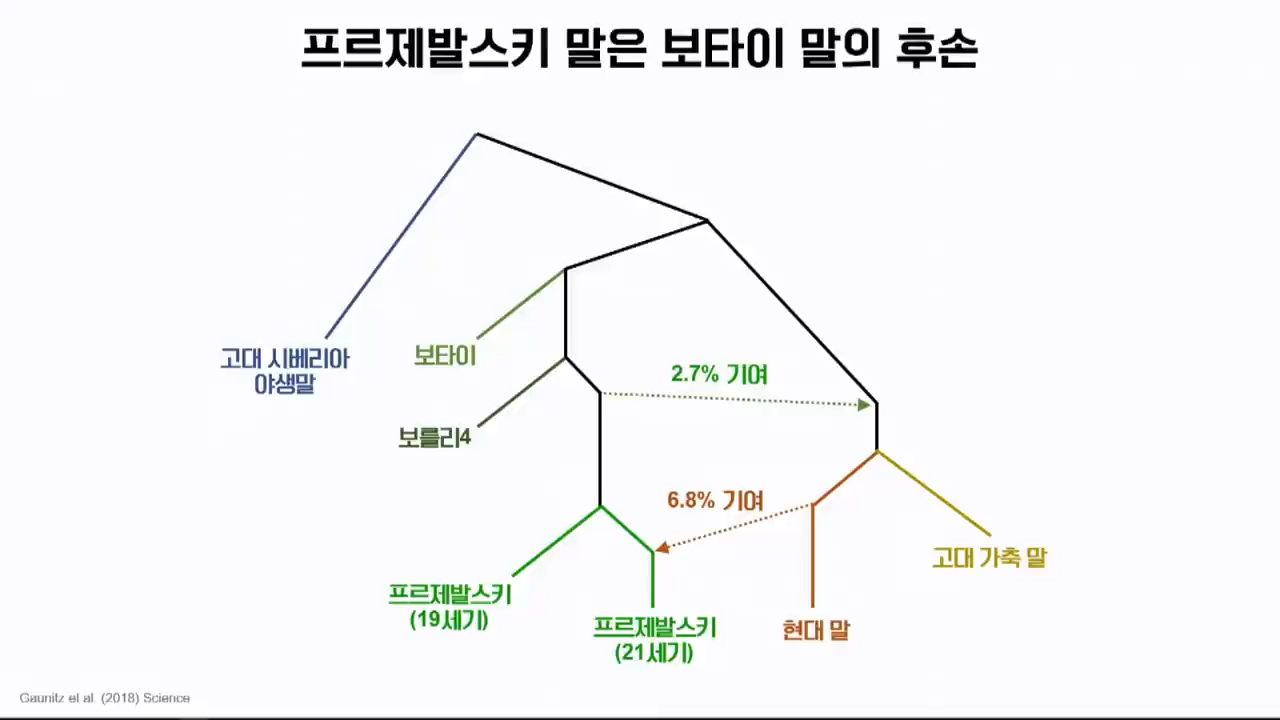 프르제발스키 말은 보타이 말의 후손
고대 시베리아
야생말
보타이
2.7% 기여
보를리4
6.8% 기여
고대 가축 말
프르제발스키
(19세기)
프르제발스키
(21세기)
현대 말
Gaunitz et al. (2018) Science